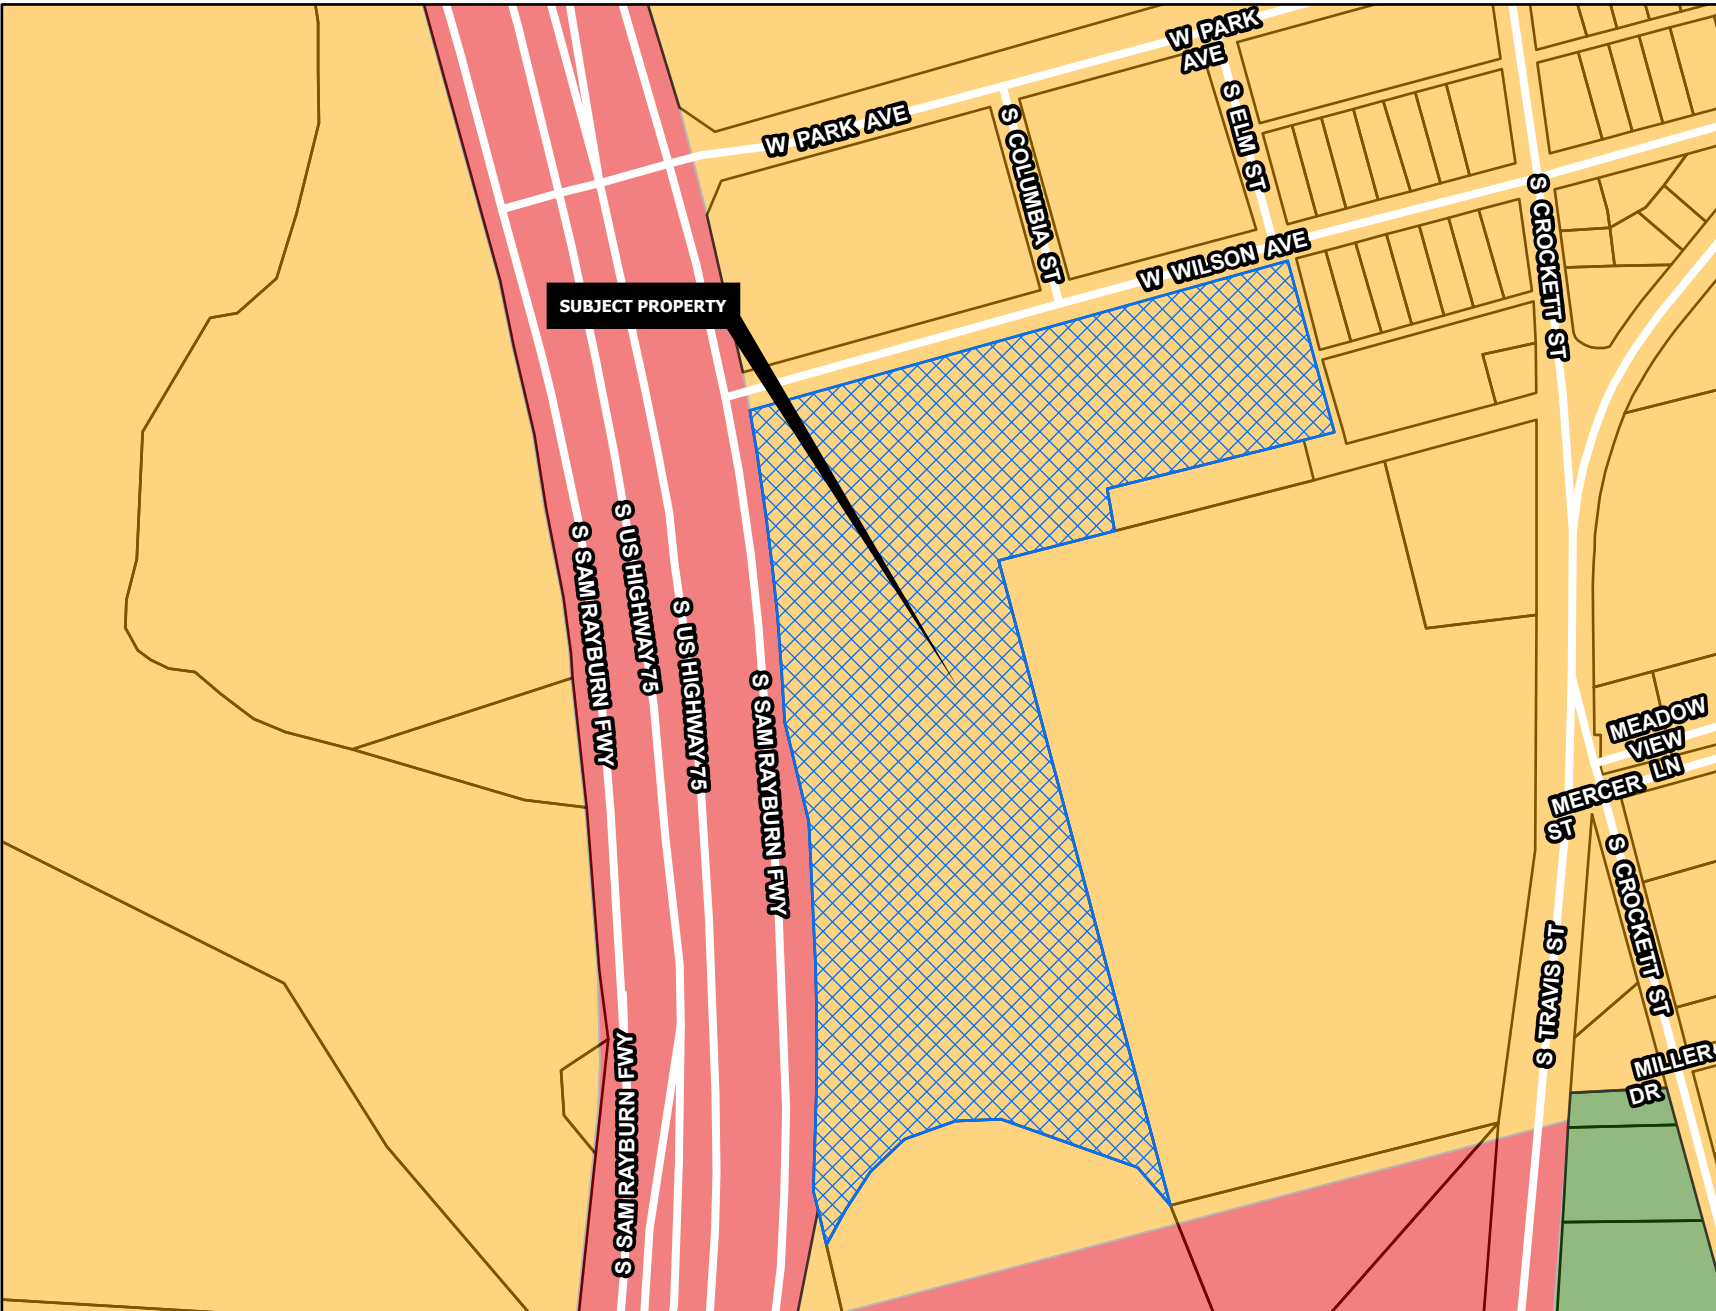 W PARK
AVE
W PARK AVE
S COLUMBIA ST
S ELM ST
S CROCKETT ST
W WILSON AVE
SUBJECT PROPERTY
S SAM RAYBURN FWY
S US HIGHWAY 75
S US HIGHWAY 75
S SAM RAYBURN FWY
MEADOW
VIEW
MERCER LN
ST
S CROCKETT ST
S TRAVIS ST
S SAM RAYBURN FWY
MILLER
DR